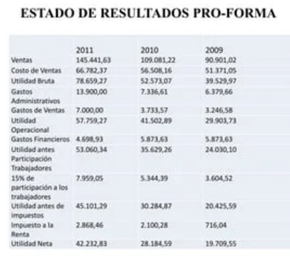 ESTADO DE RESULTADOS PRO-FORMA
2011 2010 2009
Ventas 145.441,63 109.081,22 90.901,02
Costo de Ventas 66.782,37 56.508,16 51.371,05
Utilidad Bruta 78.659,27 52.573,07 39.529,97
Gastos 13.900,00 7.336,61 6.379,66
Administrativos
Gastos de Ventas 7.000,00 3.733,57 3.246,58
Utilidad 57.759,27 41.502,89 29.903,73
Operacional
Gastos Financieros 4.698,93 5.873,63 5.873,63
Utilidad antes 53.060,34 35.629,26 24.030,10
Participación
Trabajadores
15% de 7.959,05 5.344,39 3.604,52
participación a los
trabajadores
Utilidad antes de 45.101,29 30.284,87 20.425,59
impuestos
Impuesto a la 2.868,46 2.100,28 716,04
Renta
Utilidad Neta 42.232,83 28.184,59 19.709,55